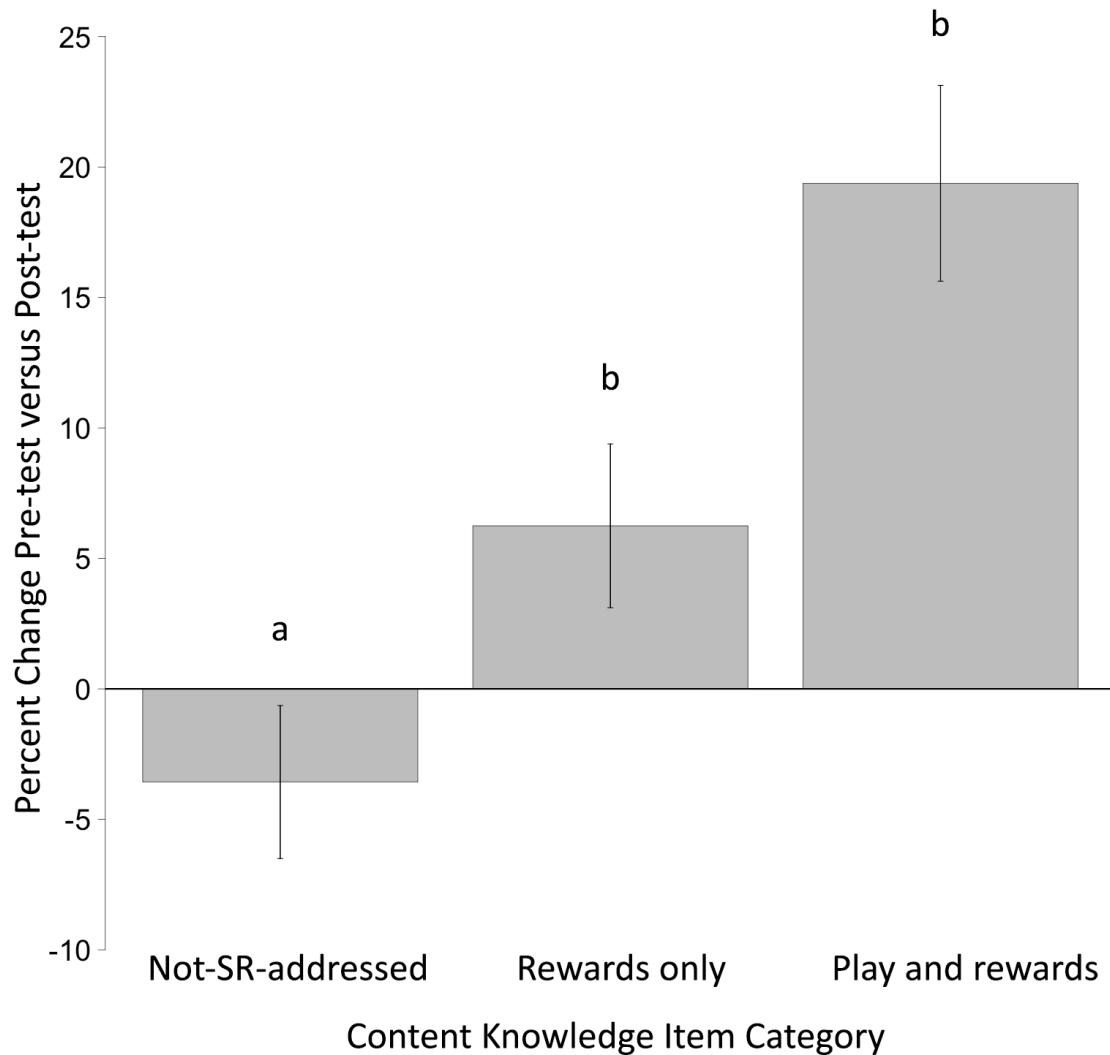 b
25
20
15
b
10
5
a
0
-5
-10
Percent Change Pre-test versus Post-test
Not-SR-addressed Rewards only Play and rewards
Content Knowledge Item Category